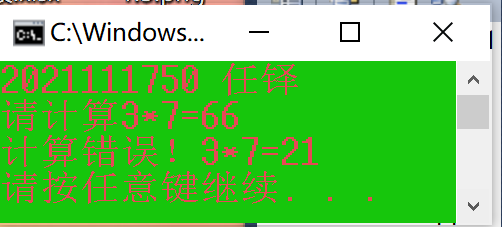 C:\Windows...
2021111750 任铎
请计算3*7=66
计算错误！3*7=21
请按任意键继续. . .